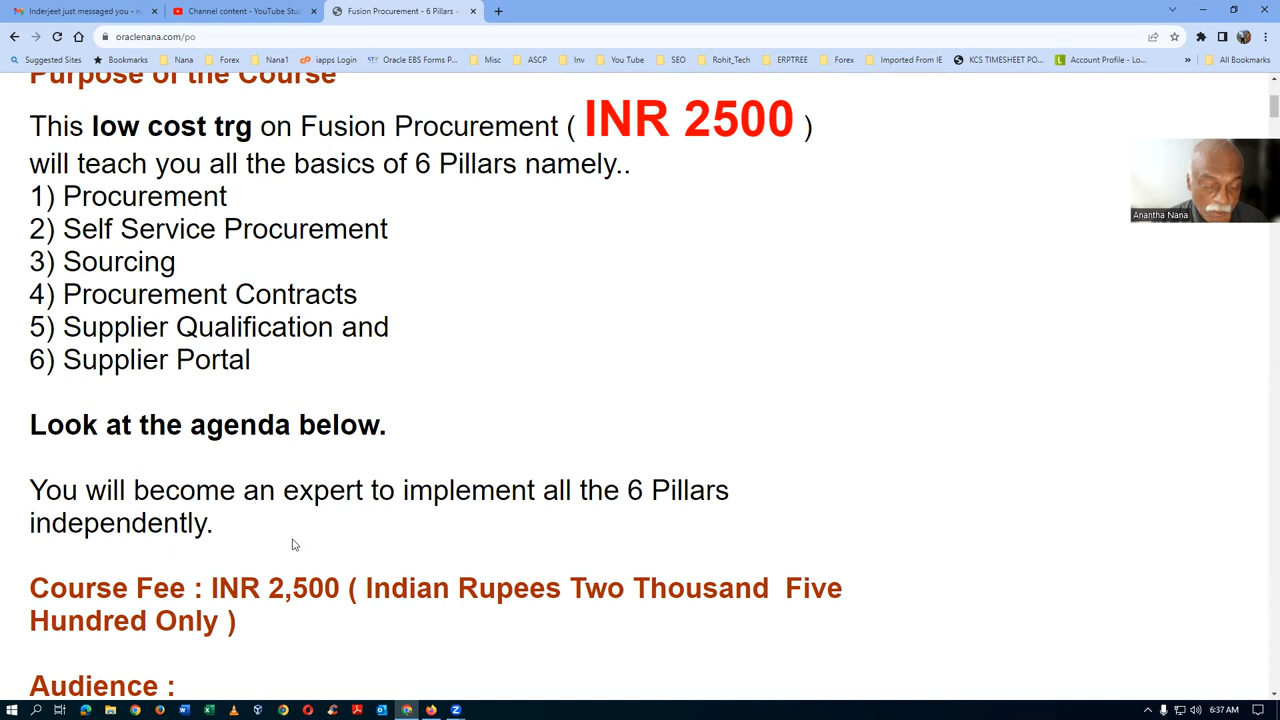 Inderjeet just messaged you - n
Channel content - YouTube Stu
Fusion Procurement - 6 Pillars -
oraclenana.com/po
Suggested Sites Bookmarks Nana Forex Nana1 iapps Login Oracle EBS Forms P... Misc ASCP Inv You Tube SEO Rohit_Tech ERPTREE Forex Imported From IE KCS TIMESHEET PO... Account Profile - Lo... » All Bookmarks
Purpose of the Course
This low cost trg on Fusion Procurement ( INR 2500 )
will teach you all the basics of 6 Pillars namely..
1) Procurement
2) Self Service Procurement
3) Sourcing
4) Procurement Contracts
5) Supplier Qualification and
6) Supplier Portal
Anantha Nana
Look at the agenda below.
You will become an expert to implement all the 6 Pillars
independently.
Course Fee : INR 2,500 ( Indian Rupees Two Thousand Five
Hundred Only )
Audience :
6:37 AM